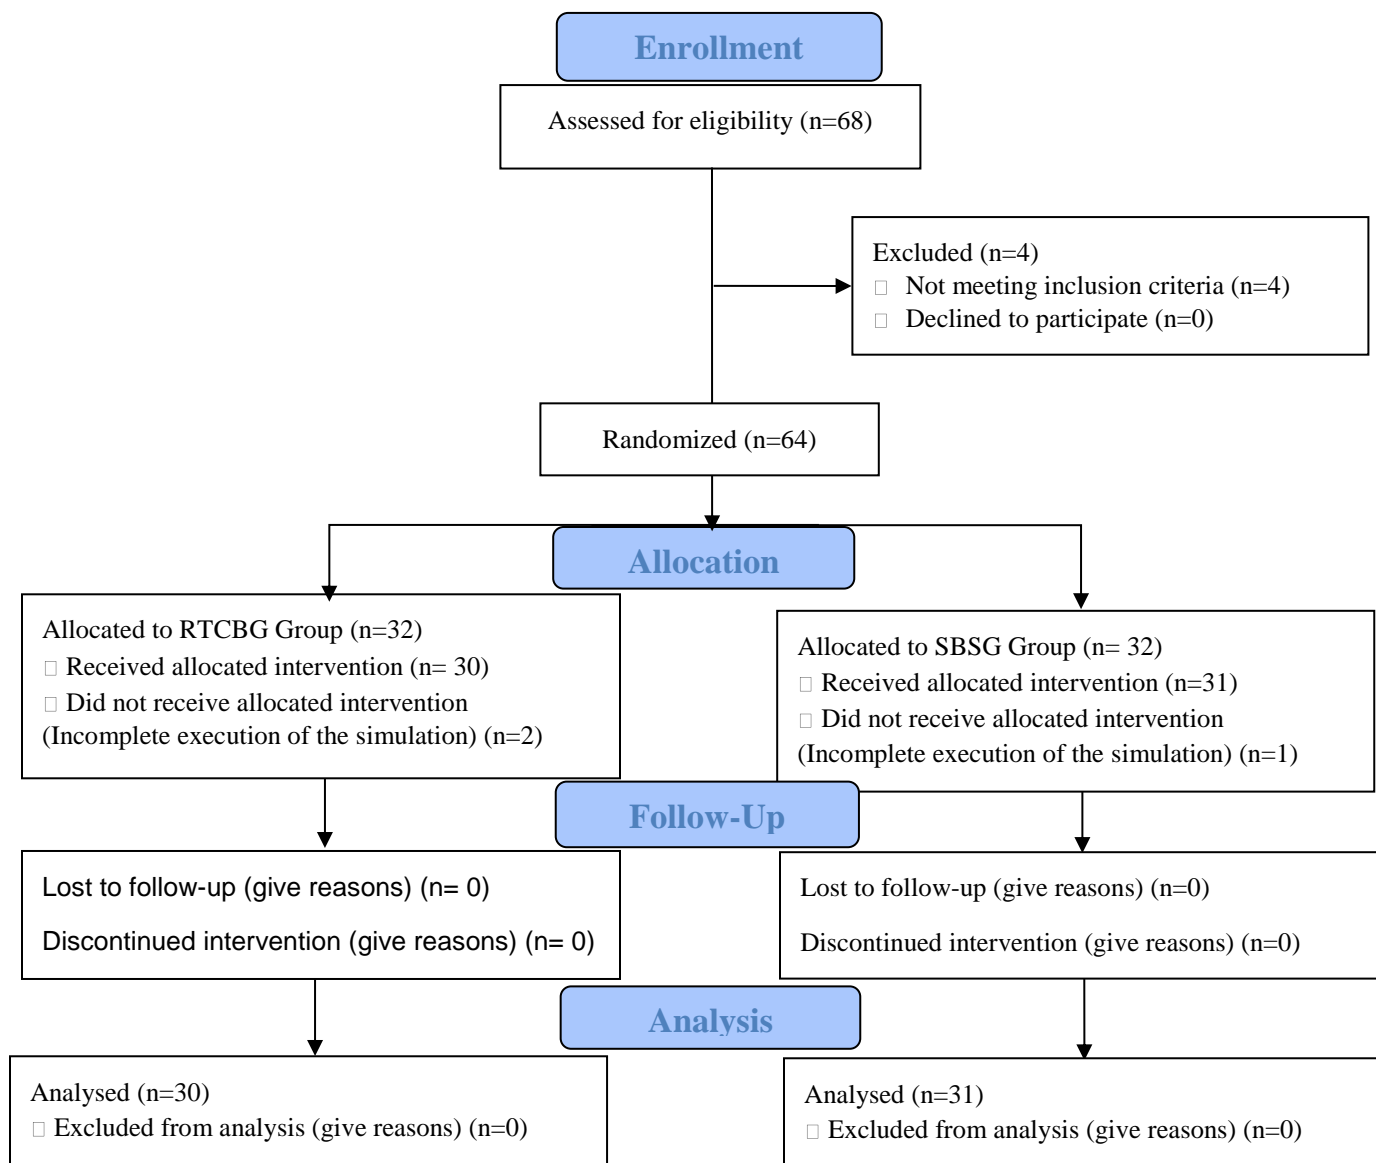 Enrollment
Assessed for eligibility (n=68)
Excluded (n=4)
Not meeting inclusion criteria (n=4)
Declined to participate (n=0)
Randomized (n=64)
Allocation
Allocated to RTCBG Group (n=32)
Received allocated intervention (n= 30)
Did not receive allocated intervention
(Incomplete execution of the simulation) (n=2)
Allocated to SBSG Group (n= 32)
Received allocated intervention (n=31)
Did not receive allocated intervention
(Incomplete execution of the simulation) (n=1)
Follow-Up
Lost to follow-up (give reasons) (n= 0)
Discontinued intervention (give reasons) (n= 0)
Lost to follow-up (give reasons) (n=0)
Discontinued intervention (give reasons) (n=0)
Analysis
Analysed (n=30)
Excluded from analysis (give reasons) (n=0)
Analysed (n=31)
Excluded from analysis (give reasons) (n=0)